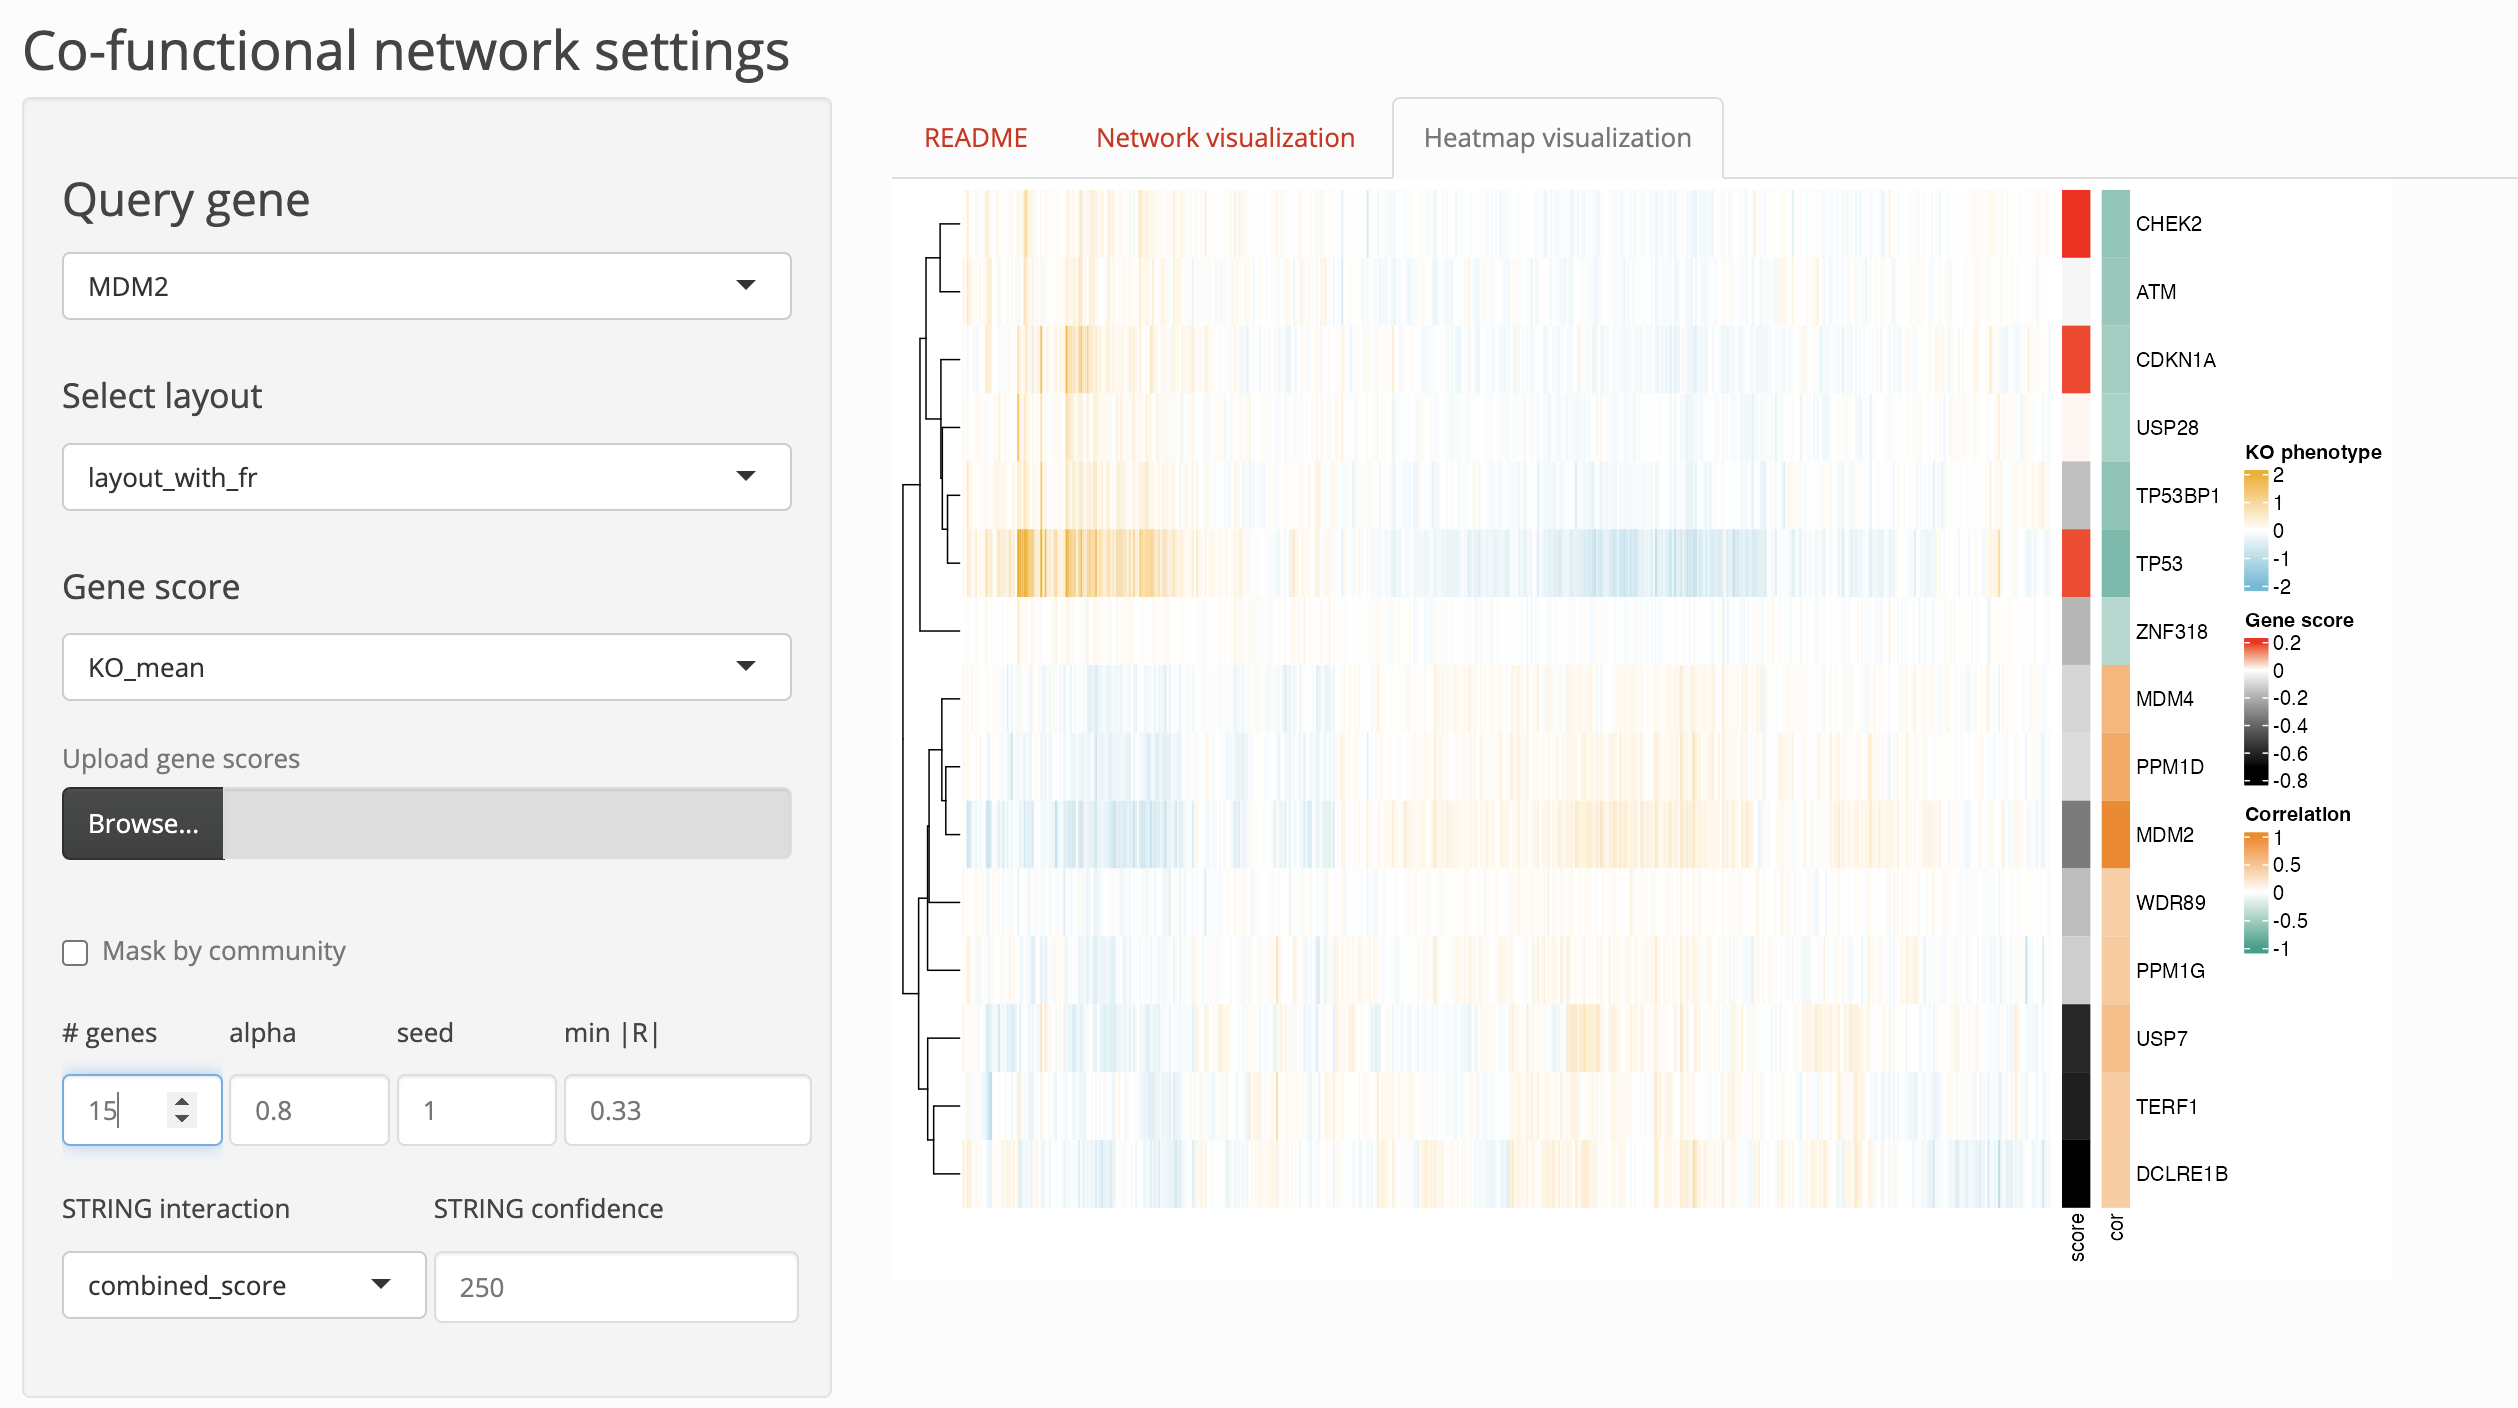 Co-functional network settings
Query gene
MDM2
Select layout
layout_with_fr
Gene score
KO_mean
Upload gene scores
Browse...
Mask by community
# genes alpha seed min |R|
15 0.8 1 0.33
STRING interaction STRING confidence
combined_score 250
README Network visualization Heatmap visualization
CHEK2
ATM
CDKN1A
USP28
TP53BP1
TP53
ZNF318
MDM4
PPM1D
MDM2
WDR89
PPM1G
USP7
TERF1
DCLRE1B
score cor
KO phenotype
2
1
0
-1
-2
Gene score
0.2
0
-0.2
-0.4
-0.6
-0.8
Correlation
1
0.5
0
-0.5
-1